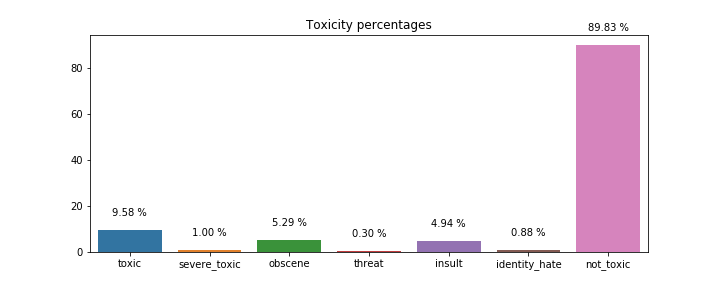 Toxicity percentages
89.83 %
80
60
40
20
0
9.58 %
1.00 %
5.29 %
0.30 %
4.94 %
0.88 %
toxic
severe_toxic
obscene
threat
insult
identity_hate
not_toxic